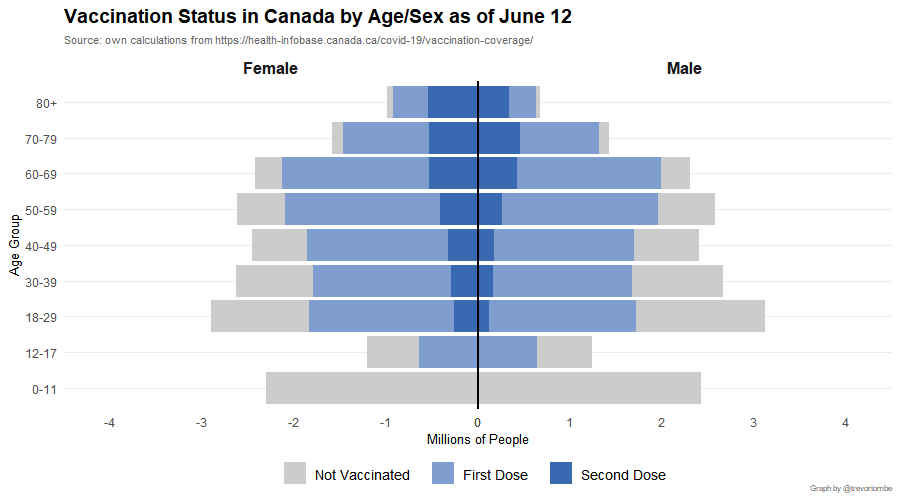 Vaccination Status in Canada by Age/Sex as of June 12
Source: own calculations from https://health-infobase.canada.ca/covid-19/vaccination-coverage/
Female Male
Age Group
80+
70-79
60-69
50-59
40-49
30-39
18-29
12-17
0-11
-4 -3 -2 -1 0 1 2 3 4
Millions of People
Not Vaccinated First Dose Second Dose
Graph by @trevortombe